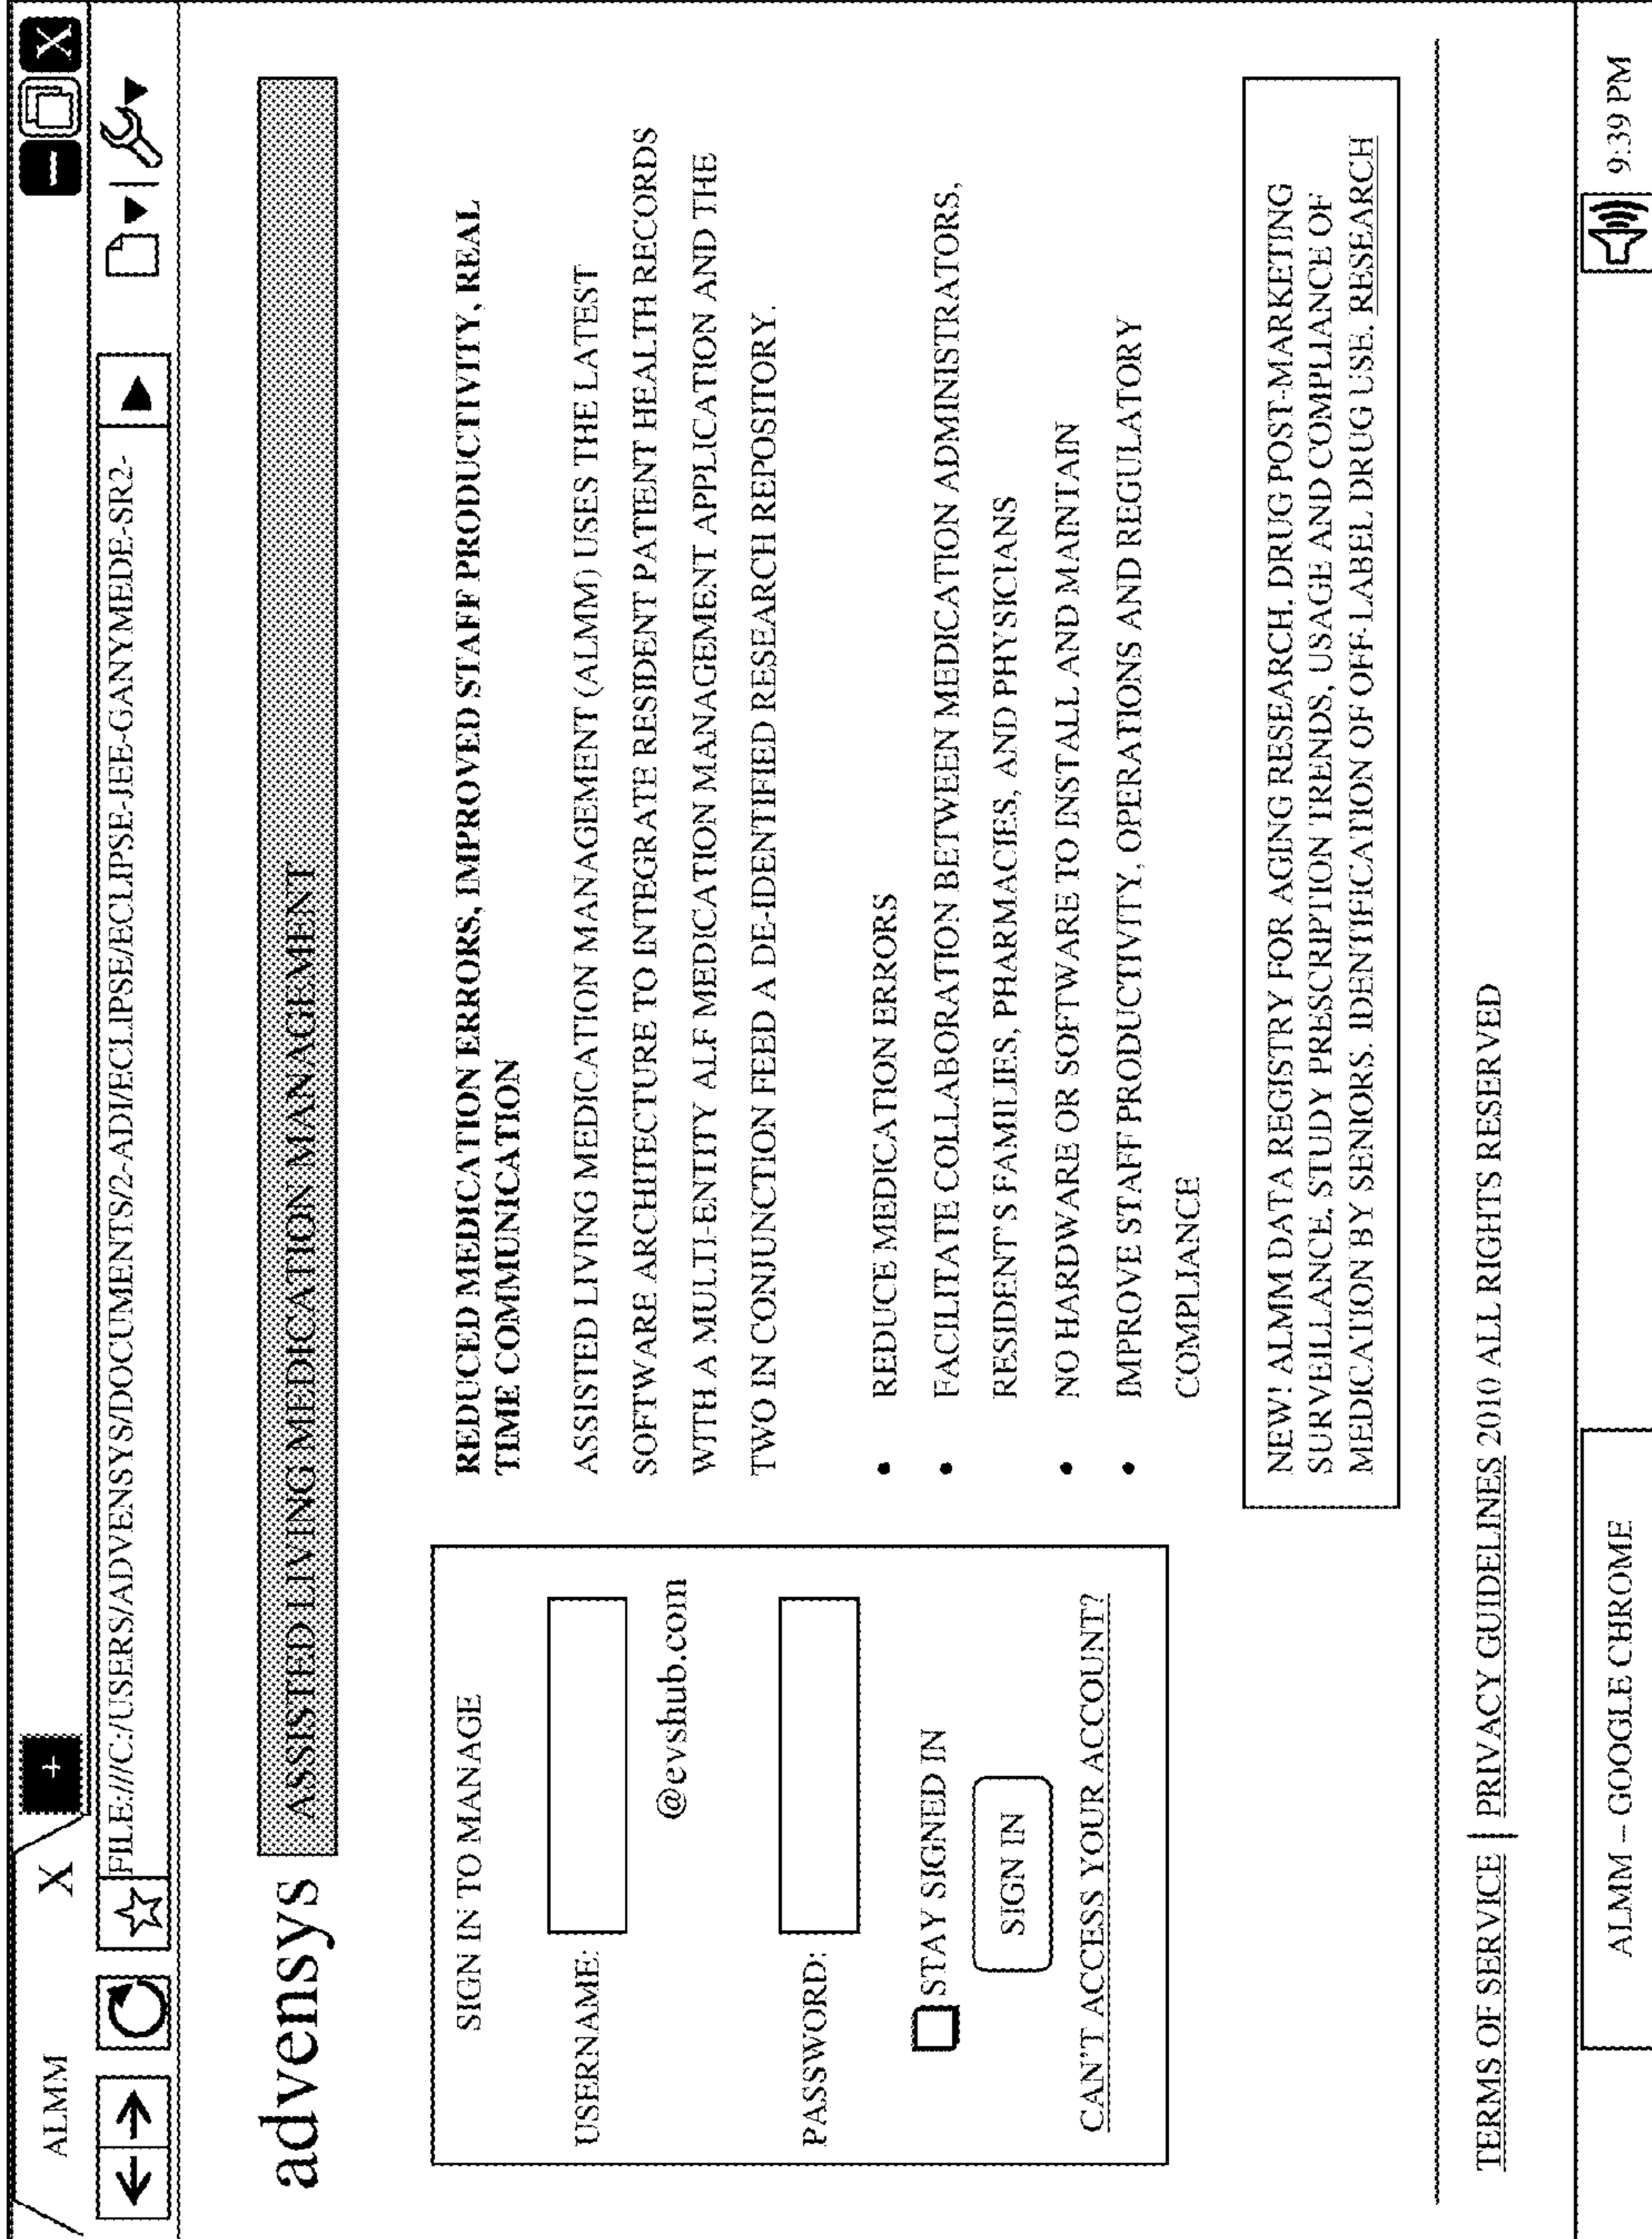 ALMM X +
FILE:///C:/USERS/ADVENSYS/DOCUMENTS/2-ADI/ECLIPSE/ECLIPSE-JEE-GANYMEDE-SR2-
advensys ASSISTED LIVING MEDICATION MANAGEMENT
SIGN IN TO MANAGE
USERNAME:
@evshub.com
PASSWORD:
STAY SIGNED IN
SIGN IN
CAN'T ACCESS YOUR ACCOUNT?
REDUCED MEDICATION ERRORS, IMPROVED STAFF PRODUCTIVITY, REAL
TIME COMMUNICATION
ASSISTED LIVING MEDICATION MANAGEMENT (ALMM) USES THE LATEST
SOFTWARE ARCHITECTURE TO INTEGRATE RESIDENT PATIENT HEALTH RECORDS
WITH A MULTI-ENTITY ALF MEDICATION MANAGEMENT APPLICATION AND THE
TWO IN CONJUNCTION FEED A DE-IDENTIFIED RESEARCH REPOSITORY.
• REDUCE MEDICATION ERRORS
• FACILITATE COLLABORATION BETWEEN MEDICATION ADMINISTRATORS,
RESIDENT'S FAMILIES, PHARMACIES, AND PHYSICIANS
• NO HARDWARE OR SOFTWARE TO INSTALL AND MAINTAIN
• IMPROVE STAFF PRODUCTIVITY, OPERATIONS AND REGULATORY
COMPLIANCE
NEW! ALMM DATA REGISTRY FOR AGING RESEARCH. DRUG POST-MARKETING
SURVEILLANCE. STUDY PRESCRIPTION TRENDS, USAGE AND COMPLIANCE OF
MEDICATION BY SENIORS. IDENTIFICATION OF OFF-LABEL DRUG USE. RESEARCH
TERMS OF SERVICE | PRIVACY GUIDELINES 2010 ALL RIGHTS RESERVED
ALMM – GOOGLE CHROME
9:39 PM